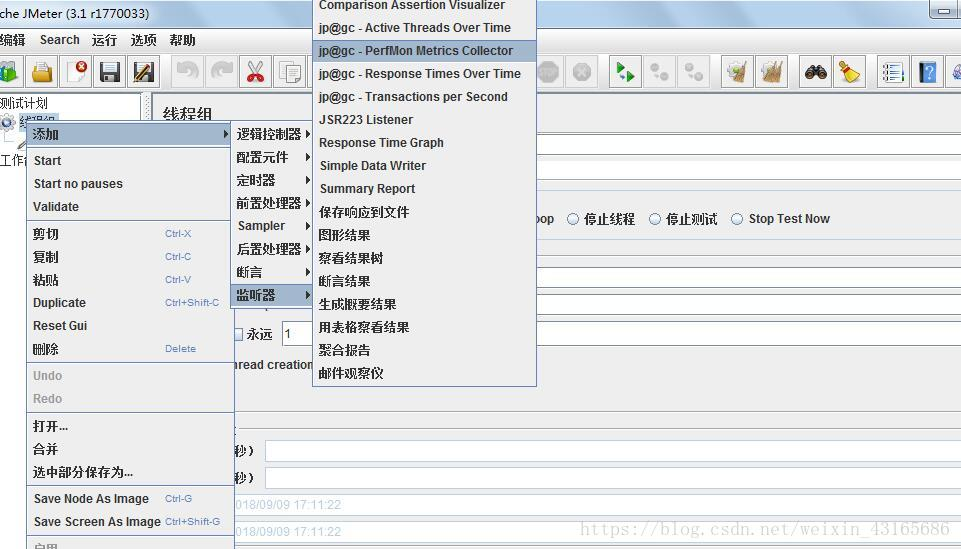 che JMeter (3.1 r1770033)
编辑 Search 运行 选项 帮助
测试计划
线程组
工作台
线程组
添加
Start
Start no pauses
Validate
剪切 Ctrl-X
复制 Ctrl-C
粘贴 Ctrl-V
Duplicate Ctrl+Shift-C
Reset Gui
删除 Delete
Undo
Redo
打开...
合并
选中部分保存为...
Save Node As Image Ctrl-G
Save Screen As Image Ctrl+Shift-G
启用
逻辑控制器
配置元件
定时器
前置处理器
Sampler
后置处理器
断言
监听器
Comparison Assertion Visualizer
jp@gc - Active Threads Over Time
jp@gc - PerfMon Metrics Collector
jp@gc - Response Times Over Time
jp@gc - Transactions per Second
JSR223 Listener
Response Time Graph
Simple Data Writer
Summary Report
保存响应到文件
图形结果
察看结果树
断言结果
生成概要结果
用表格察看结果
聚合报告
邮件观察仪
oop 停止线程 停止测试 Stop Test Now
永远 1
hread creation
秒）
秒）
018/09/09 17:11:22
018/09/09 17:11:22
https://blog.csdn.net/weixin_43165686